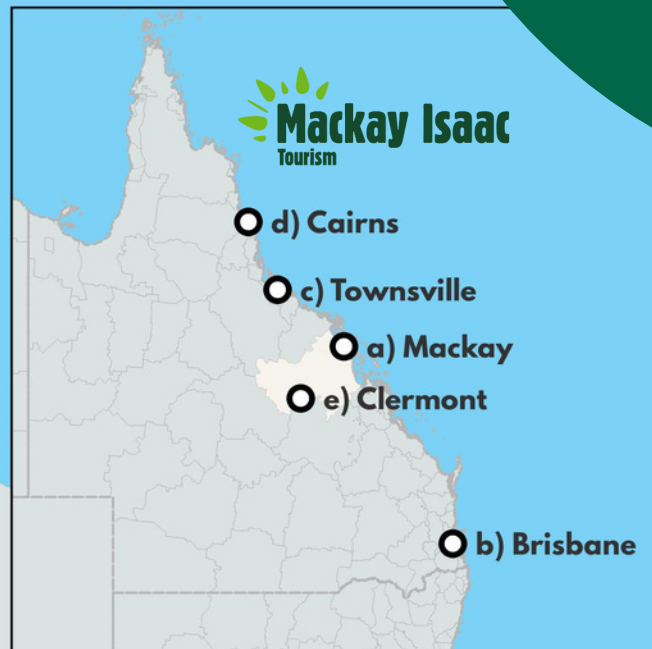 Mackay Isaac
Tourism
d) Cairns
c) Townsville
a) Mackay
e) Clermont
b) Brisbane